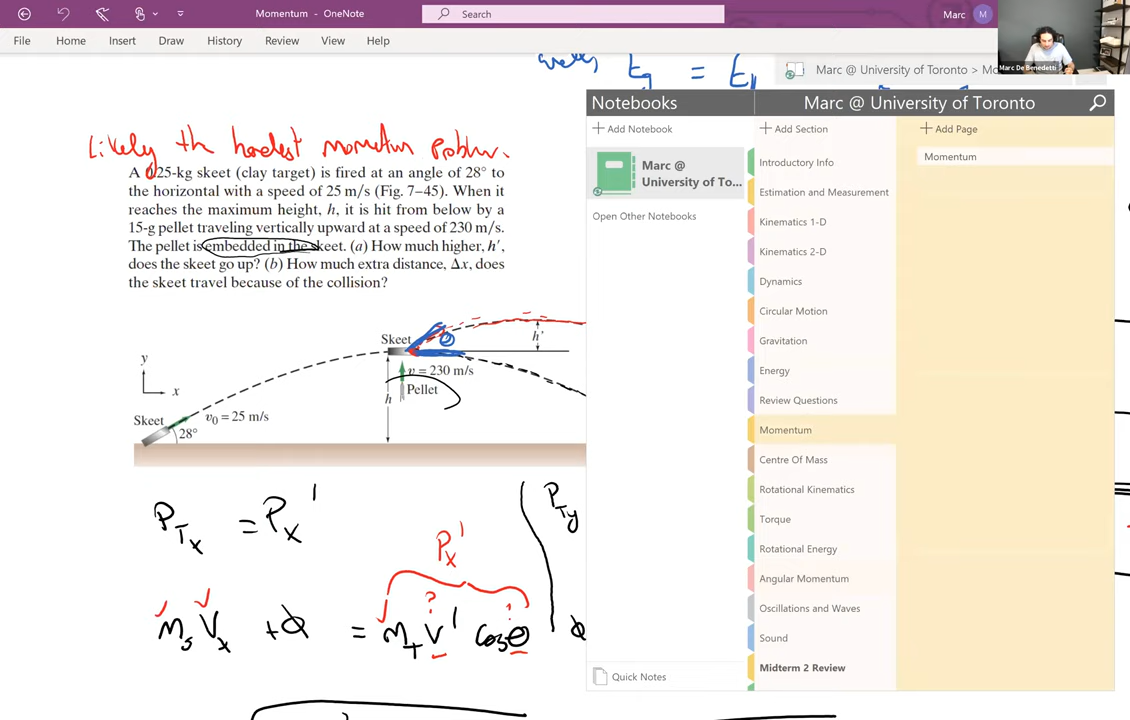 Momentum - OneNote
Search
Marc
M
File Home Insert Draw History Review View Help
Marc De Benedetti
Marc @ University of Toronto > Mo
E = E
Notebooks
Marc @ University of Toronto
+ Add Notebook
+ Add Section
+ Add Page
Marc @
University of To...
Open Other Notebooks
Introductory Info
Estimation and Measurement
Kinematics 1-D
Kinematics 2-D
Dynamics
Circular Motion
Gravitation
Energy
Review Questions
Momentum
Centre Of Mass
Rotational Kinematics
Torque
Rotational Energy
Angular Momentum
Oscillations and Waves
Sound
Midterm 2 Review
Momentum
Quick Notes
Likely the hardest momentum problem.
A 0.25-kg skeet (clay target) is fired at an angle of 28° to
the horizontal with a speed of 25 m/s (Fig. 7–45). When it
reaches the maximum height, h, it is hit from below by a
15-g pellet traveling vertically upward at a speed of 230 m/s.
The pellet is embedded in the skeet. (a) How much higher, h′,
does the skeet go up? (b) How much extra distance, Δx, does
the skeet travel because of the collision?
Skeet
θ
h′
y
x
v = 230 m/s
Pellet
h
Skeet
v₀ = 25 m/s
28°
P_Tx = P_x'
P_Ty
P_x'
? ?
m_s v_x + 0 = m_T v' cosθ
0